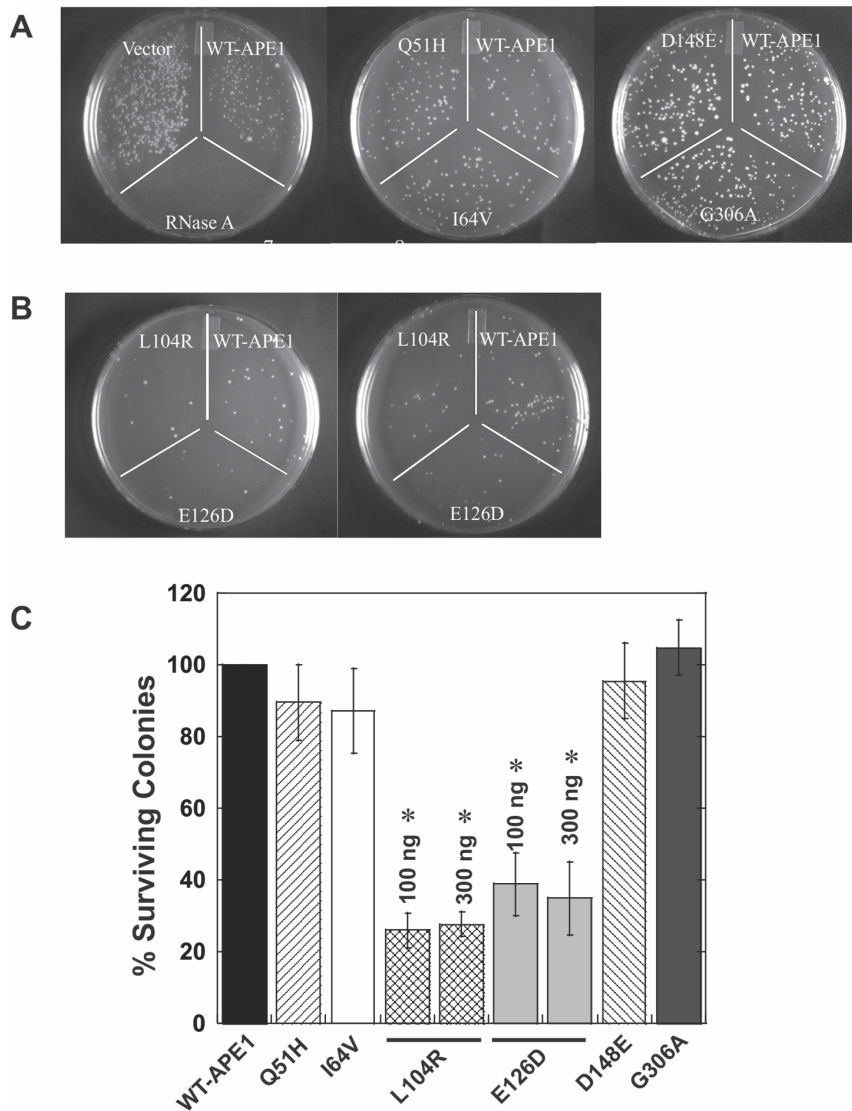 A
Vector
WT-APE1
RNase A
Q51H
WT-APE1
I64V
D148E
WT-APE1
G306A
7
8
B
L104R
WT-APE1
E126D
L104R
WT-APE1
E126D
C
% Surviving Colonies
120
100
80
60
40
20
0
100 ng *
300 ng *
100 ng *
300 ng *
WT-APE1
Q51H
I64V
L104R
E126D
D148E
G306A